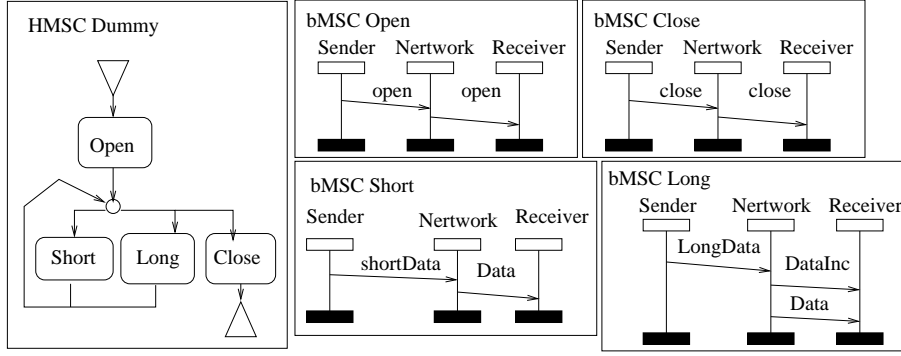 HMSC Dummy
Open
Short Long Close
bMSC Open
Sender Nertwork Receiver
open open
bMSC Close
Sender Nertwork Receiver
close close
bMSC Short
Sender Nertwork Receiver
shortData Data
bMSC Long
Sender Nertwork Receiver
LongData
DataInc
Data